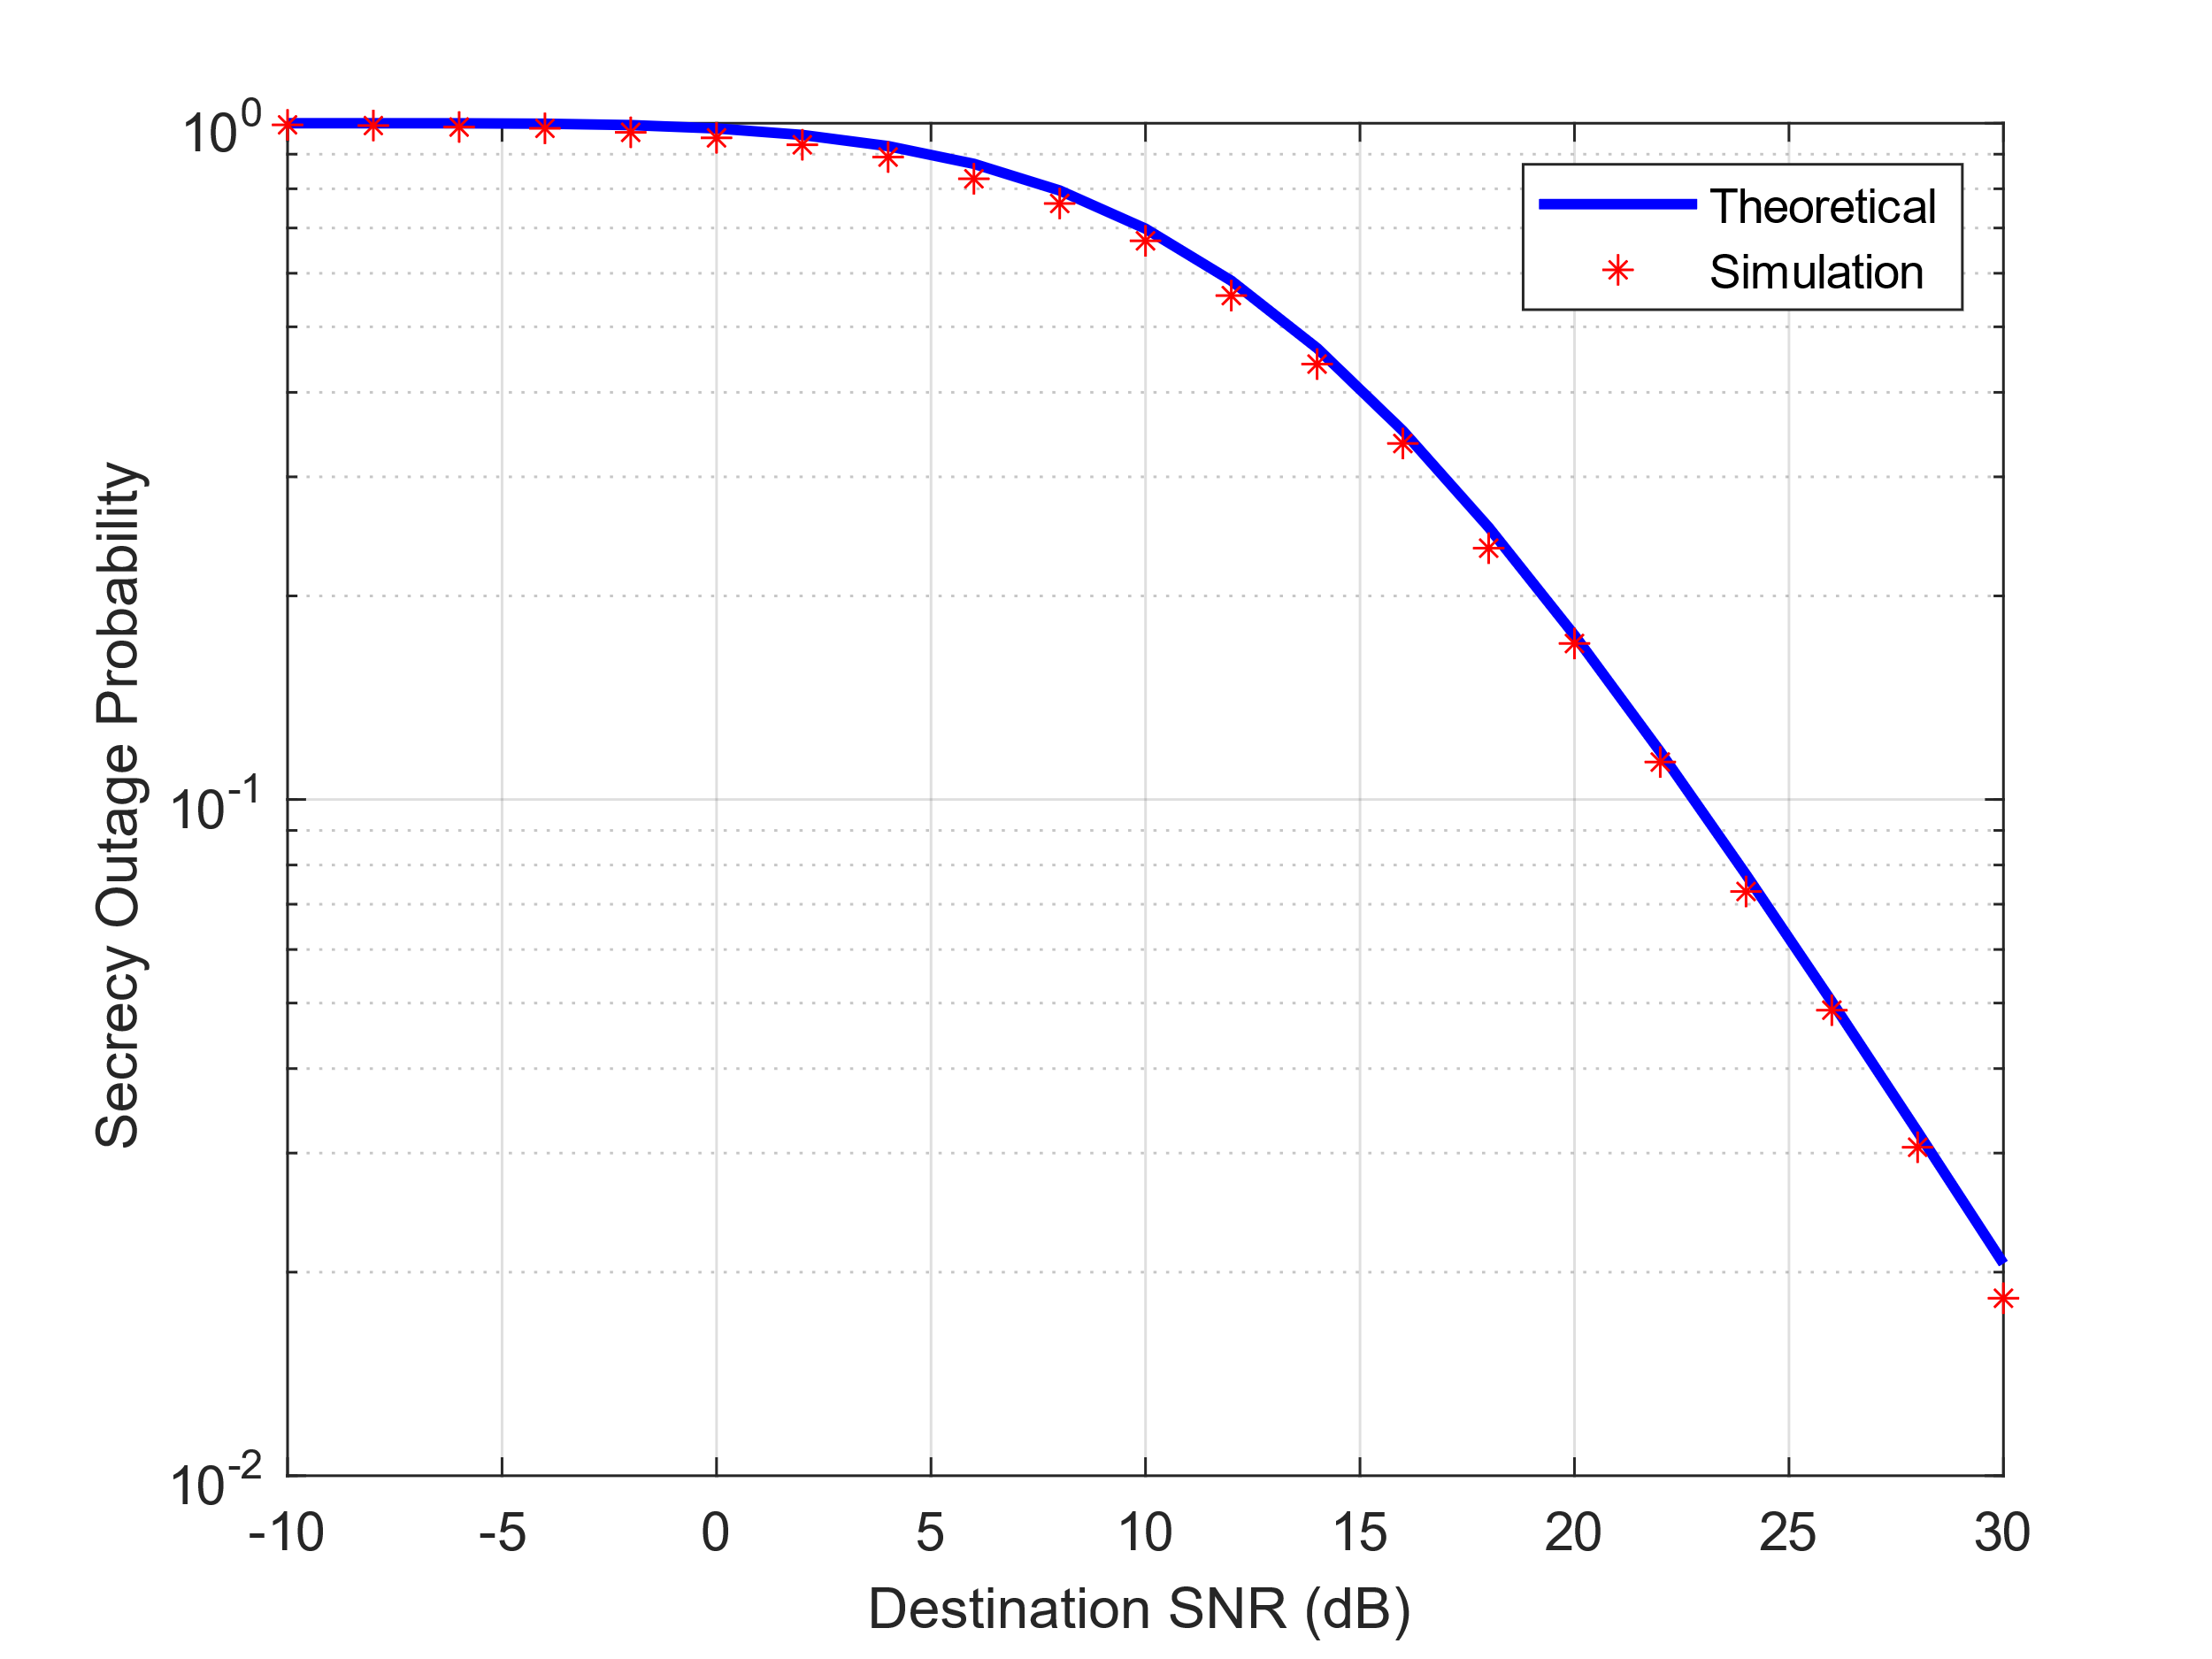 Secrecy Outage Probability
10^0
10^-1
10^-2
Theoretical
Simulation
-10 -5 0 5 10 15 20 25 30
Destination SNR (dB)